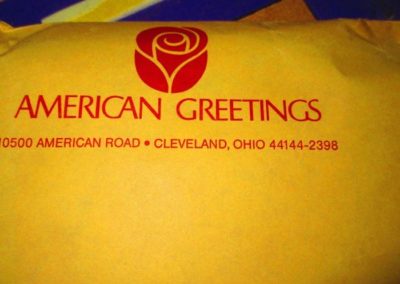 AMERICAN GREETINGS
10500 AMERICAN ROAD • CLEVELAND, OHIO 44144-2398